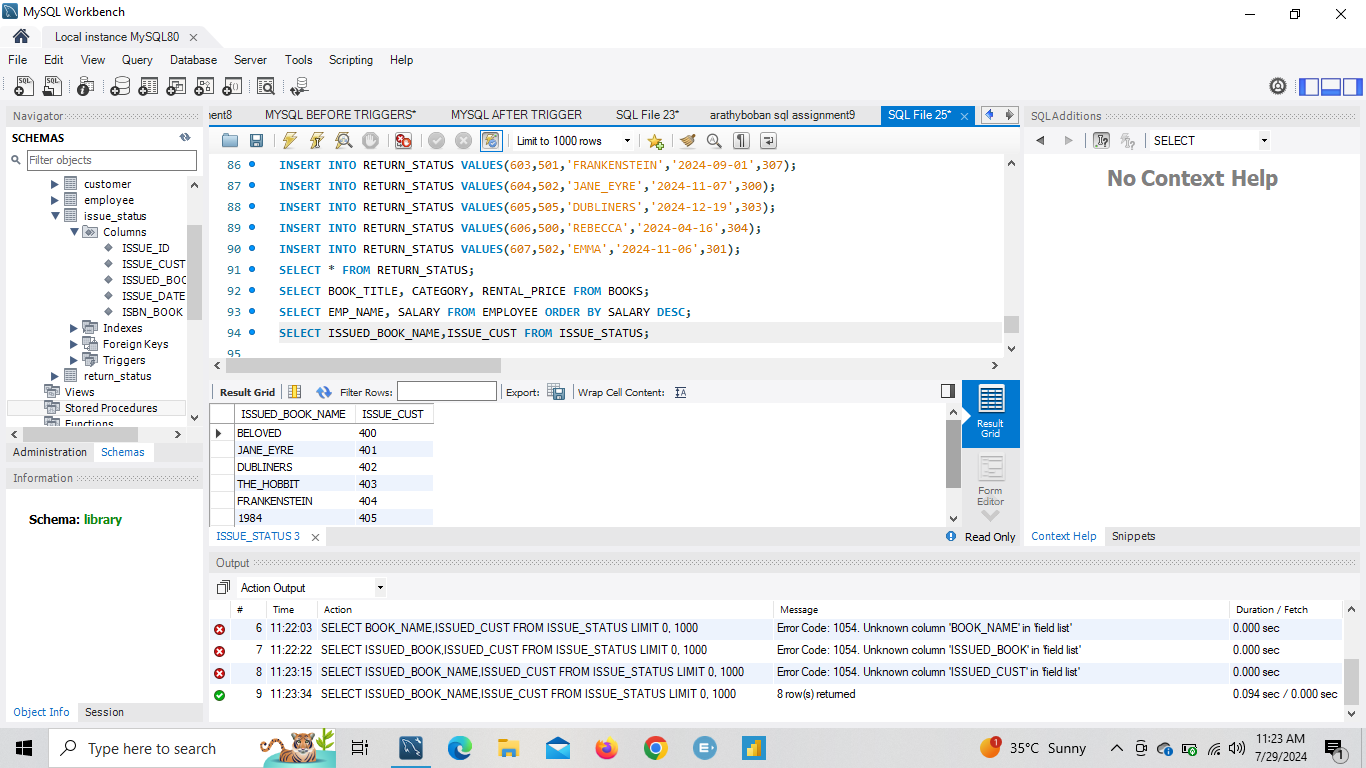 MySQL Workbench
Local instance MySQL80
File Edit View Query Database Server Tools Scripting Help
Navigator
SCHEMAS
Filter objects
customer
employee
issue_status
Columns
ISSUE_ID
ISSUE_CUST
ISSUED_BOO
ISSUE_DATE
ISBN_BOOK
Indexes
Foreign Keys
Triggers
return_status
Views
Stored Procedures
Functions
Administration Schemas
Information
Schema: library
Object Info Session
nent8 MYSQL BEFORE TRIGGERS* MYSQL AFTER TRIGGER SQL File 23* arathyboban sql assignment9 SQL File 25*
Limit to 1000 rows
86 INSERT INTO RETURN_STATUS VALUES(603,501,'FRANKENSTEIN','2024-09-01',307);
87 INSERT INTO RETURN_STATUS VALUES(604,502,'JANE_EYRE','2024-11-07',300);
88 INSERT INTO RETURN_STATUS VALUES(605,505,'DUBLINERS','2024-12-19',303);
89 INSERT INTO RETURN_STATUS VALUES(606,500,'REBECCA','2024-04-16',304);
90 INSERT INTO RETURN_STATUS VALUES(607,502,'EMMA','2024-11-06',301);
91 SELECT * FROM RETURN_STATUS;
92 SELECT BOOK_TITLE, CATEGORY, RENTAL_PRICE FROM BOOKS;
93 SELECT EMP_NAME, SALARY FROM EMPLOYEE ORDER BY SALARY DESC;
94 SELECT ISSUED_BOOK_NAME,ISSUE_CUST FROM ISSUE_STATUS;
95
Result Grid Filter Rows: Export: Wrap Cell Content:
ISSUED_BOOK_NAME ISSUE_CUST
BELOVED 400
JANE_EYRE 401
DUBLINERS 402
THE_HOBBIT 403
FRANKENSTEIN 404
1984 405
Result Grid
Form Editor
ISSUE_STATUS 3
Read Only
SQLAdditions
SELECT
No Context Help
Context Help Snippets
Output
Action Output
# Time Action Message Duration / Fetch
6 11:22:03 SELECT BOOK_NAME,ISSUED_CUST FROM ISSUE_STATUS LIMIT 0, 1000 Error Code: 1054. Unknown column 'BOOK_NAME' in 'field list' 0.000 sec
7 11:22:22 SELECT ISSUED_BOOK,ISSUED_CUST FROM ISSUE_STATUS LIMIT 0, 1000 Error Code: 1054. Unknown column 'ISSUED_BOOK' in 'field list' 0.000 sec
8 11:23:15 SELECT ISSUED_BOOK_NAME,ISSUED_CUST FROM ISSUE_STATUS LIMIT 0, 1000 Error Code: 1054. Unknown column 'ISSUED_CUST' in 'field list' 0.000 sec
9 11:23:34 SELECT ISSUED_BOOK_NAME,ISSUE_CUST FROM ISSUE_STATUS LIMIT 0, 1000 8 row(s) returned 0.094 sec / 0.000 sec
Type here to search
1
35°C Sunny
11:23 AM
7/29/2024
1